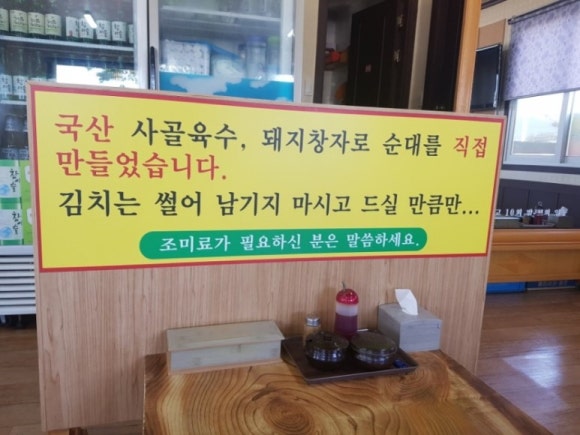 국산 사골육수, 돼지창자로 순대를 직접
만들었습니다.
김치는 썰어 남기지 마시고 드실 만큼만...
조미료가 필요하신 분은 말씀하세요.